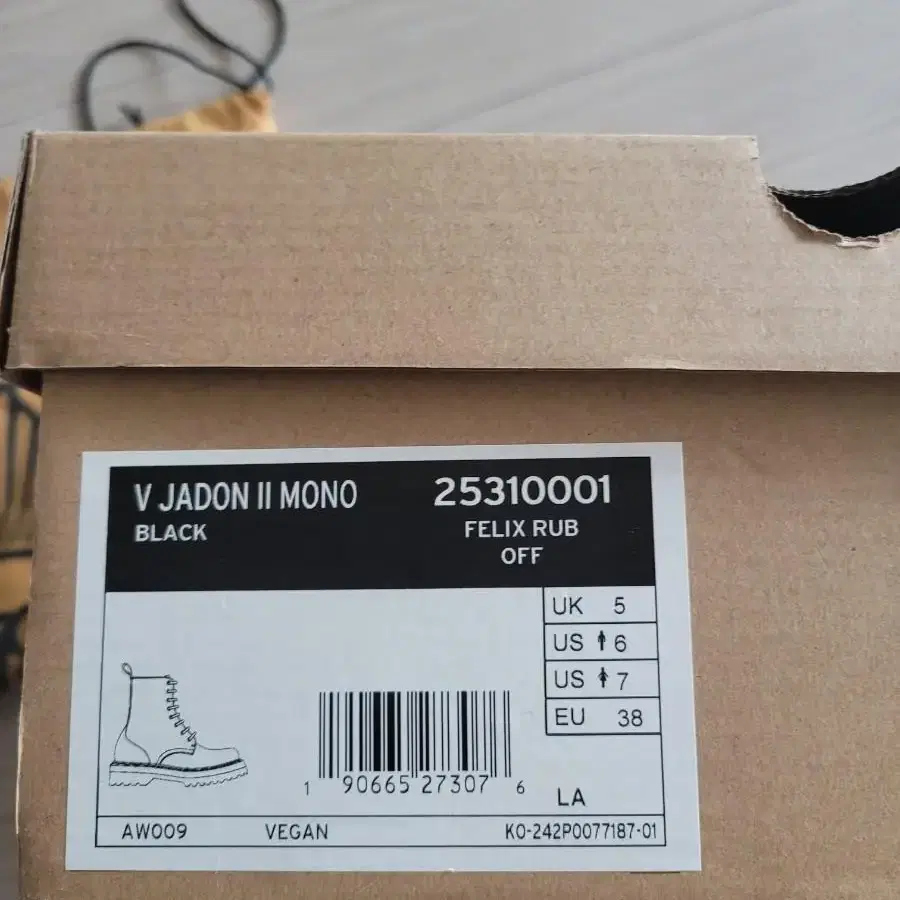 V JADON II MONO
BLACK
25310001
FELIX RUB
OFF
UK 5
US 6
US 7
EU 38
1 90665 27307 6
LA
AW009 VEGAN KO-242P0077187-01